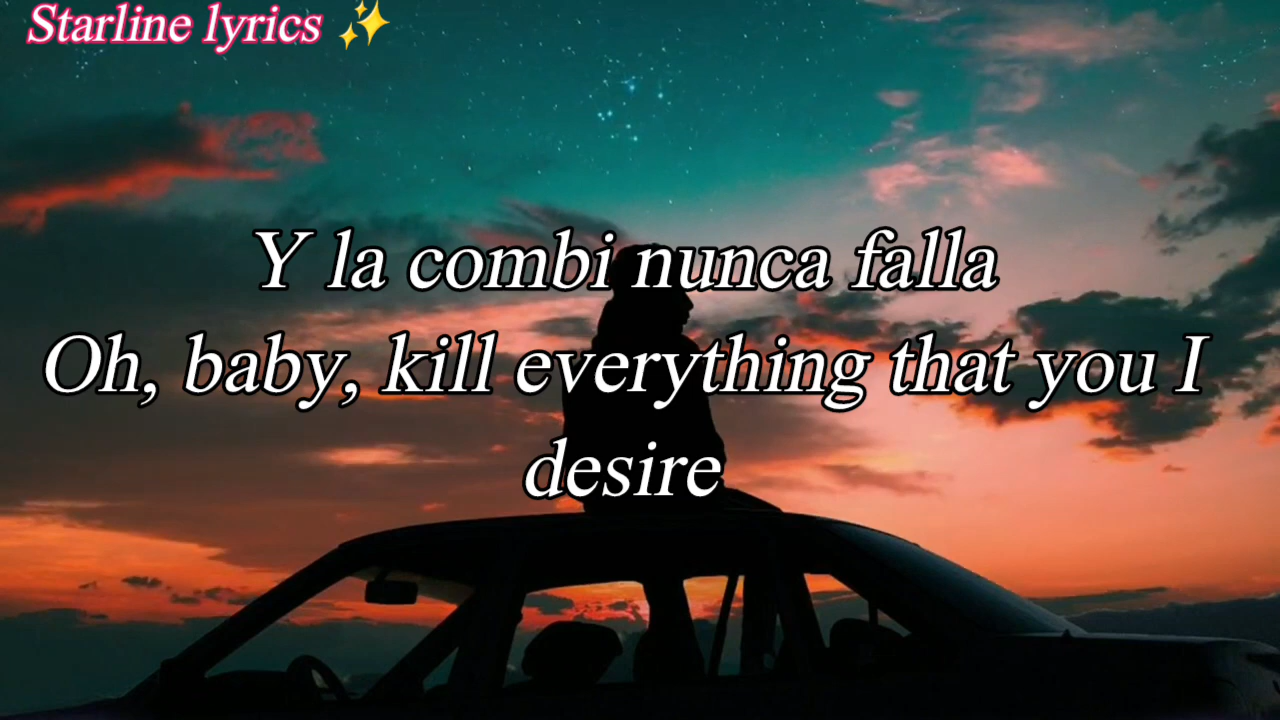 Starline lyrics ✨
Y la combi nunca falla
Oh, baby, kill everything that you I
desire